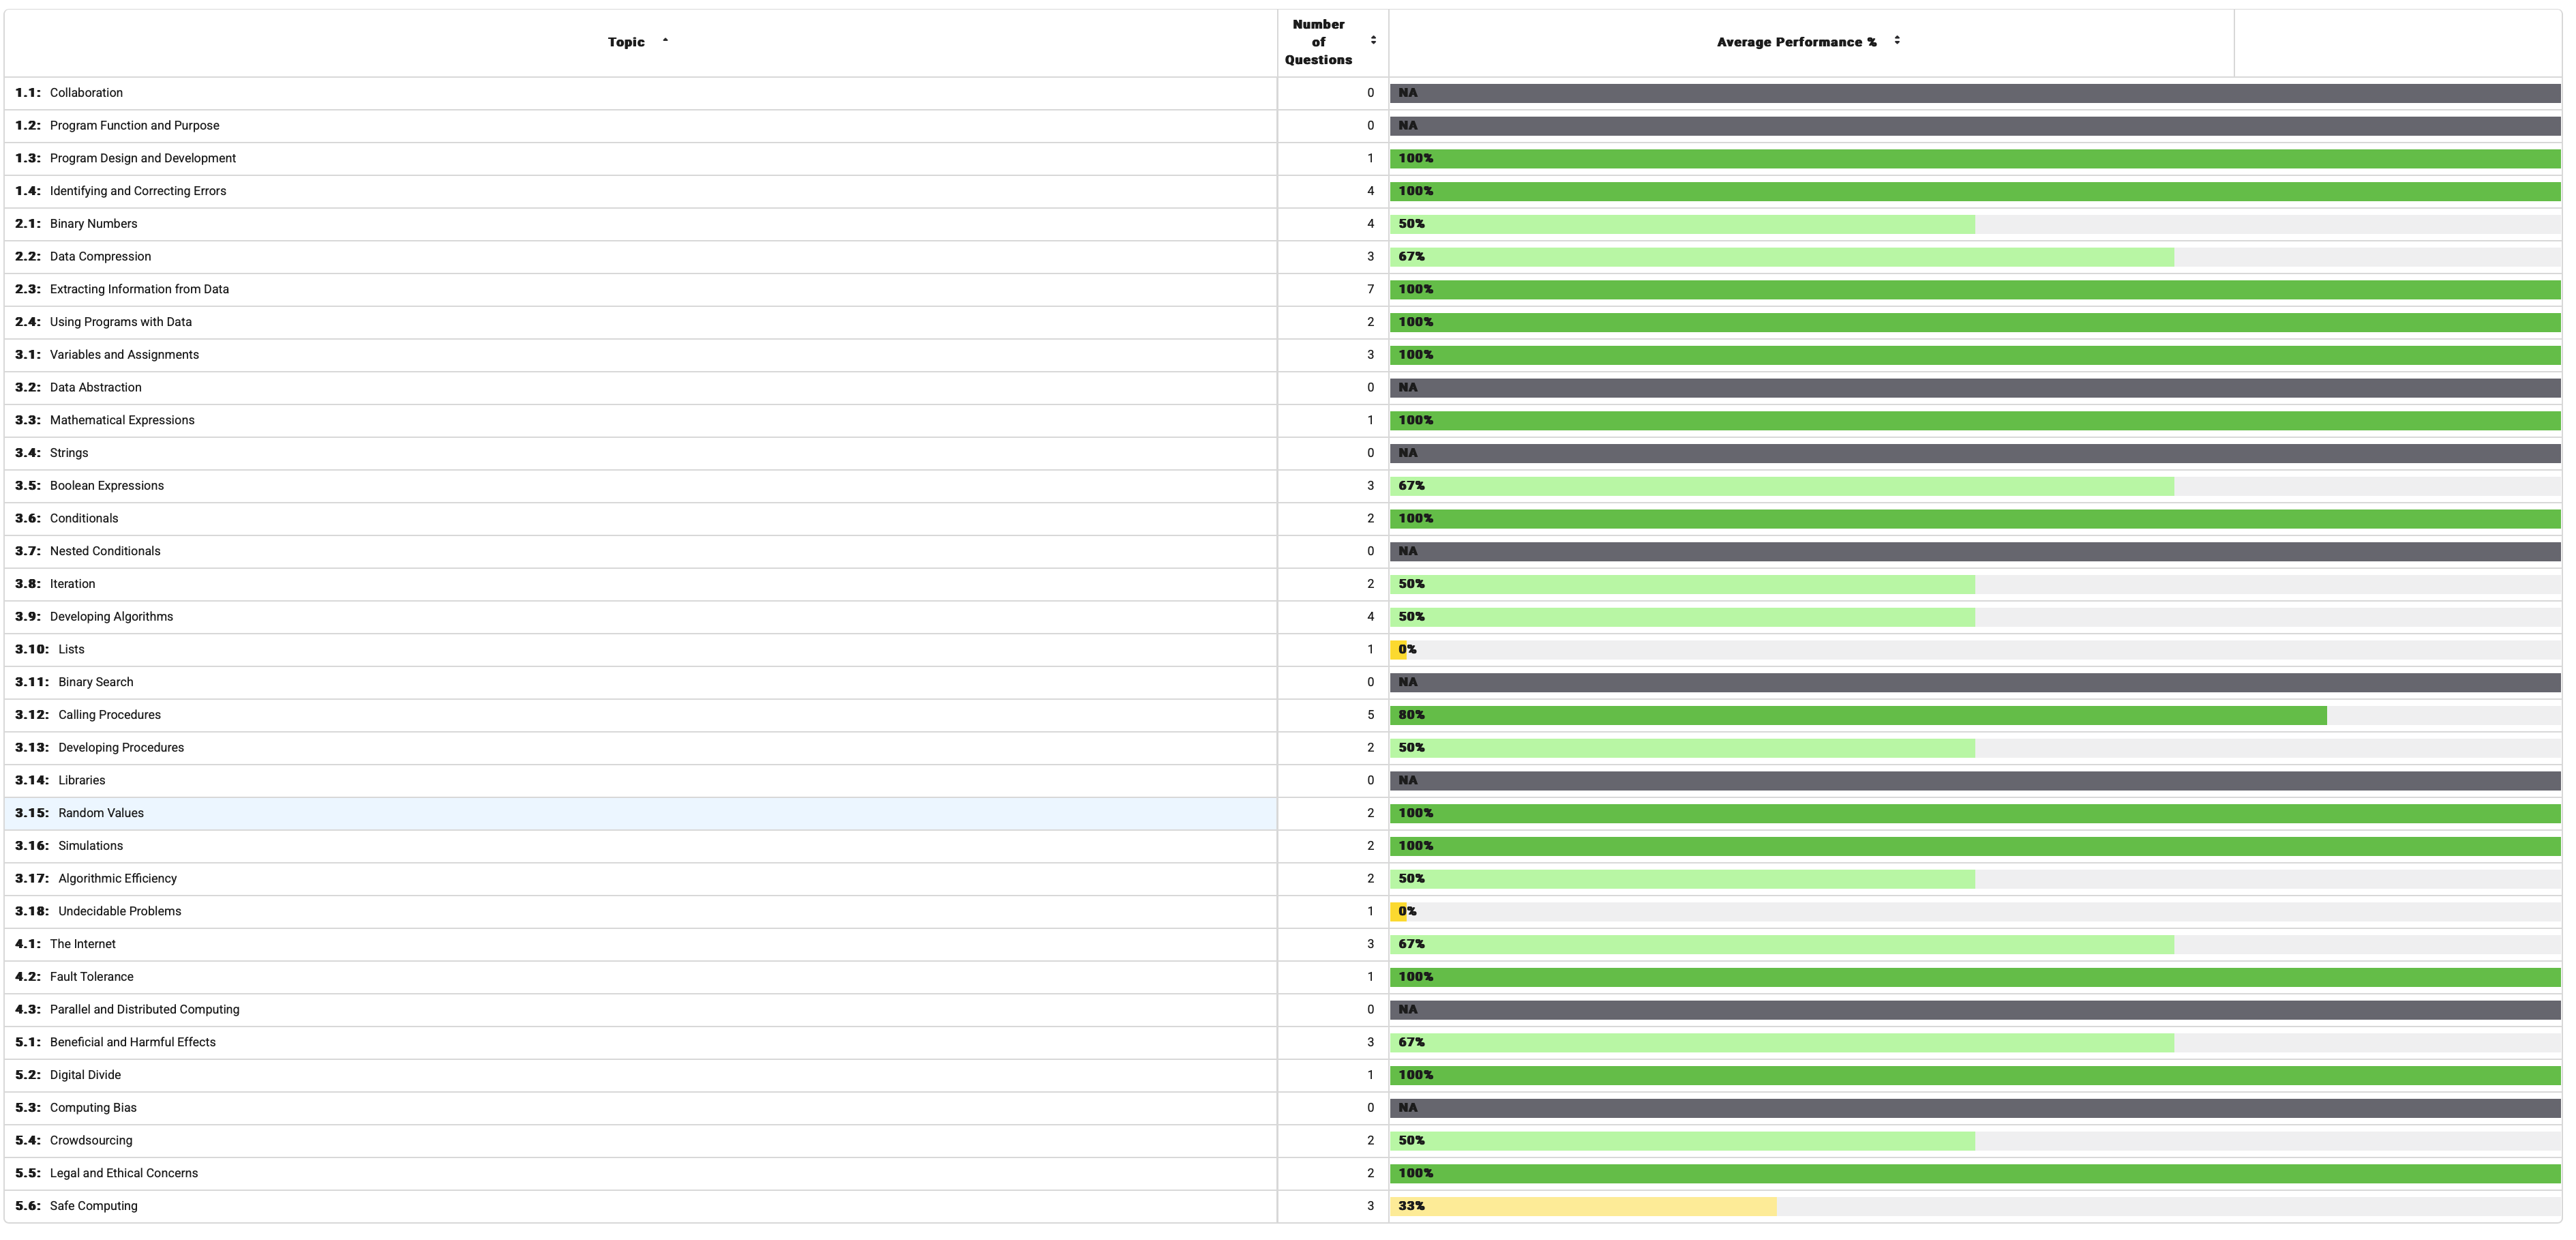 Topic Number of Questions Average Performance %
1.1: Collaboration 0 NA
1.2: Program Function and Purpose 0 NA
1.3: Program Design and Development 1 100%
1.4: Identifying and Correcting Errors 4 100%
2.1: Binary Numbers 4 50%
2.2: Data Compression 3 67%
2.3: Extracting Information from Data 7 100%
2.4: Using Programs with Data 2 100%
3.1: Variables and Assignments 3 100%
3.2: Data Abstraction 0 NA
3.3: Mathematical Expressions 1 100%
3.4: Strings 0 NA
3.5: Boolean Expressions 3 67%
3.6: Conditionals 2 100%
3.7: Nested Conditionals 0 NA
3.8: Iteration 2 50%
3.9: Developing Algorithms 4 50%
3.10: Lists 1 0%
3.11: Binary Search 0 NA
3.12: Calling Procedures 5 80%
3.13: Developing Procedures 2 50%
3.14: Libraries 0 NA
3.15: Random Values 2 100%
3.16: Simulations 2 100%
3.17: Algorithmic Efficiency 2 50%
3.18: Undecidable Problems 1 0%
4.1: The Internet 3 67%
4.2: Fault Tolerance 1 100%
4.3: Parallel and Distributed Computing 0 NA
5.1: Beneficial and Harmful Effects 3 67%
5.2: Digital Divide 1 100%
5.3: Computing Bias 0 NA
5.4: Crowdsourcing 2 50%
5.5: Legal and Ethical Concerns 2 100%
5.6: Safe Computing 3 33%